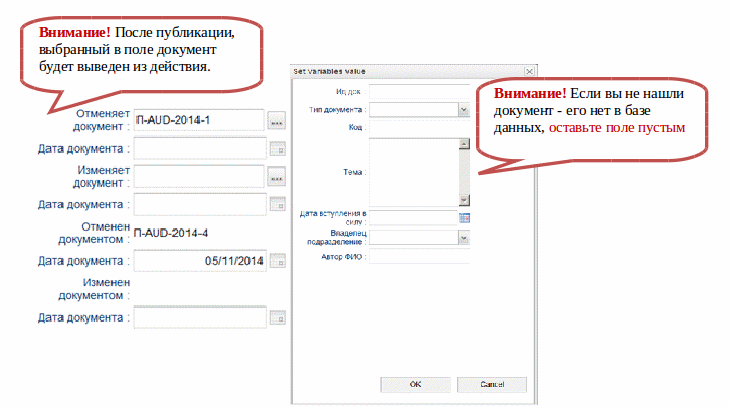 Внимание! После публикации,
выбранный в поле документ
будет выведен из действия.
Отменяет
документ :
П-AUD-2014-1
...
Дата документа :
Изменяет
документ :
...
Дата документа :
Отменен
документом :
П-AUD-2014-4
Дата документа :
05/11/2014
Изменен
документом :
Дата документа :
Set variables value
Ид док :
Тип документа :
Код :
Тема :
Дата вступления в
силу :
Владелец
подразделение :
Автор ФИО :
OK
Cancel
Внимание! Если вы не нашли
документ - его нет в базе
данных, оставьте поле пустым